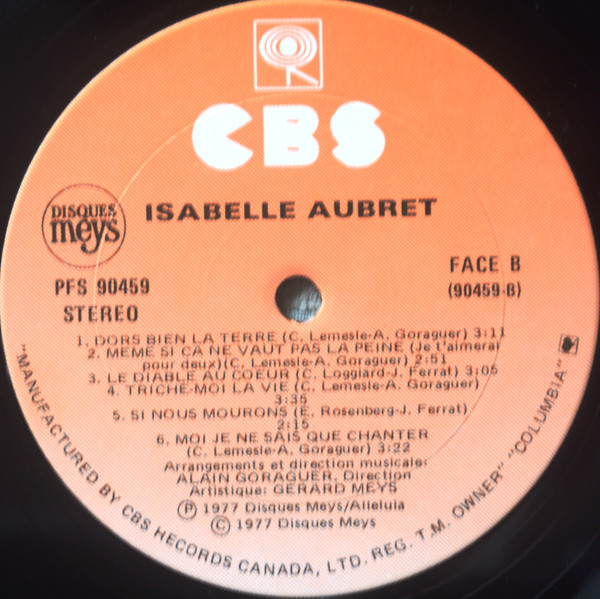 CBS
ISABELLE AUBRET
DISQUES
meys
PFS 90459
STEREO
FACE B
(90459-B)
1. DORS BIEN LA TERRE (C. Lemesle-A. Goraguer) 3:11
2. MEME SI CA NE VAUT PAS LA PEINE (Je t'aimerai
pour deux)(C. Lemesle-A. Goraguer) 2:51
3. LE DIABLE AU COEUR (C. Loggiard-J. Ferrat) 3:05
4. TRICHE-MOI LA VIE (C. Lemesle-A. Goraguer)
3:35
5. SI NOUS MOURONS (E. Rosenberg-J. Ferrat)
2:15
6. MOI JE NE SAIS QUE CHANTER
(C. Lemesle-A. Goraguer) 3:22
Arrangements et direction musicale:
ALAIN GORAGUER, Direction
Artistique: GERARD MEYS
Ⓟ 1977 Disques Meys/Alleluia
© 1977 Disques Meys
"MANUFACTURED BY CBS RECORDS CANADA, LTD. REG. T.M. OWNER" "COLUMBIA"